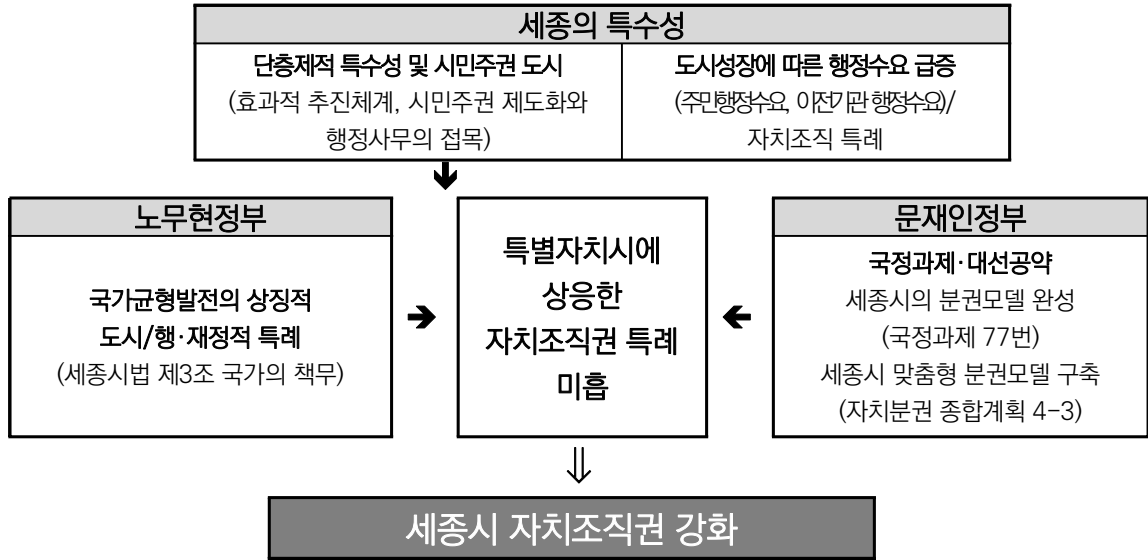 세종의 특수성
단층제적 특수성 및 시민주권 도시
(효과적 추진체계, 시민주권 제도화와
행정사무의 접목)
도시성장에 따른 행정수요 급증
(주민행정수요, 이전기관 행정수요)/
자치조직 특례
노무현정부
국가균형발전의 상징적
도시/행·재정적 특례
(세종시법 제3조 국가의 책무)
특별자치시에
상응한
자치조직권 특례
미흡
문재인정부
국정과제·대선공약
세종시의 분권모델 완성
(국정과제 77번)
세종시 맞춤형 분권모델 구축
(자치분권 종합계획 4-3)
세종시 자치조직권 강화